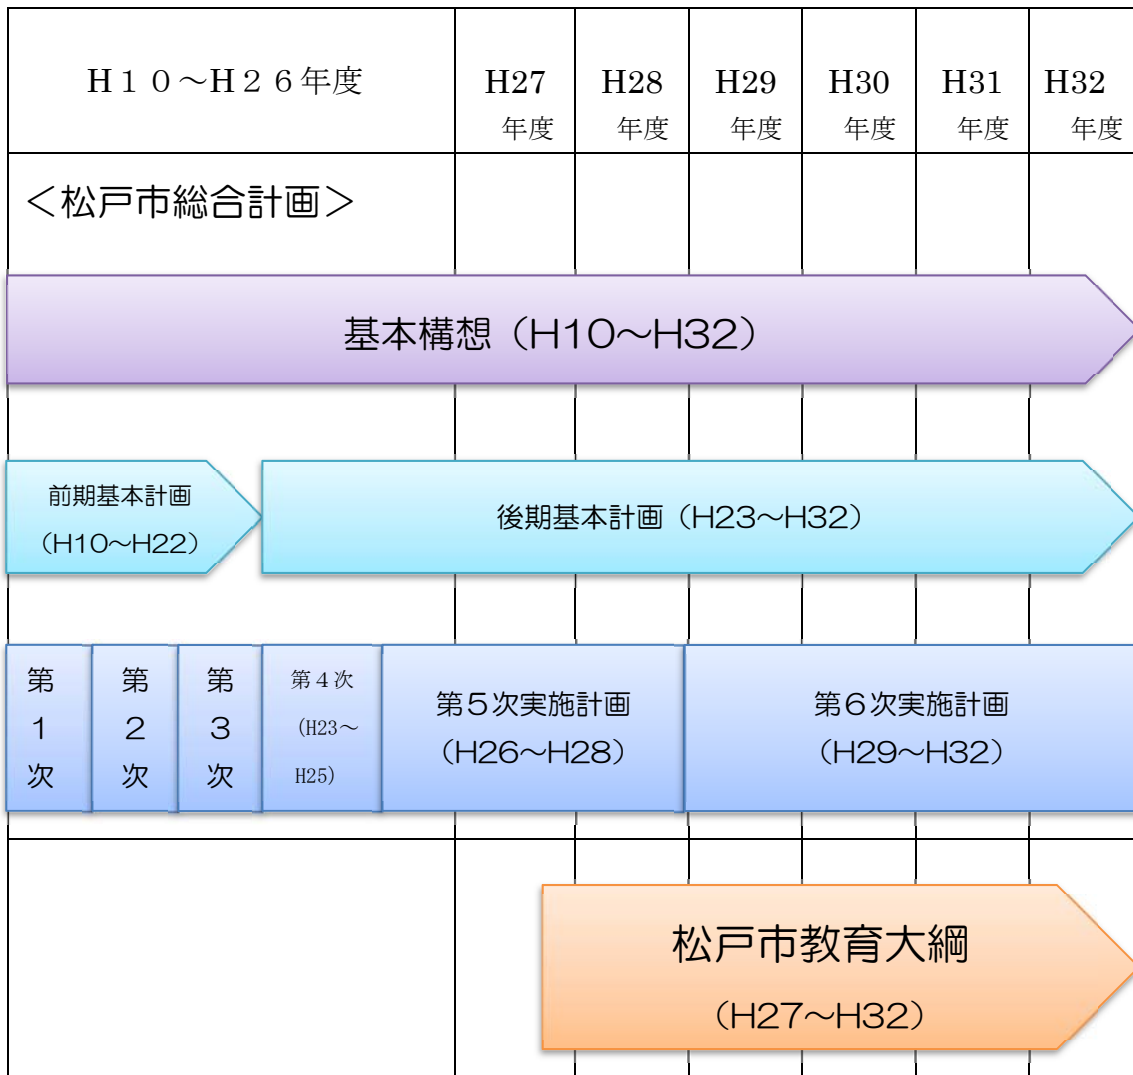 H１０～H２６年度
H27
年度
H28
年度
H29
年度
H30
年度
H31
年度
H32
年度
＜松戸市総合計画＞
基本構想（H10～H32）
前期基本計画
（H10～H22）
後期基本計画（H23～H32）
第
１
次
第
２
次
第
３
次
第４次
（H23～
H25）
第５次実施計画
（H26～H28）
第６次実施計画
（H29～H32）
松戸市教育大綱
（H27～H32）